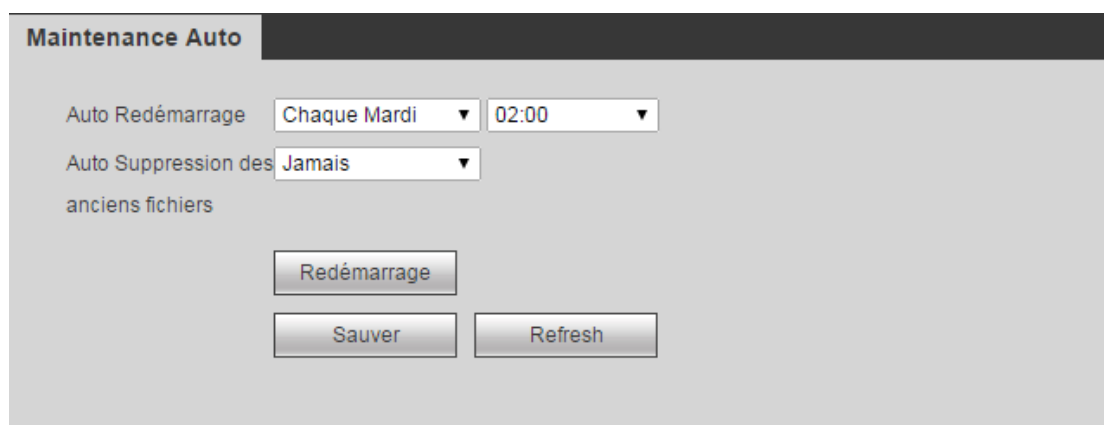 Maintenance Auto
Auto Redémarrage Chaque Mardi 02:00
Auto Suppression des Jamais
anciens fichiers
Redémarrage
Sauver Refresh